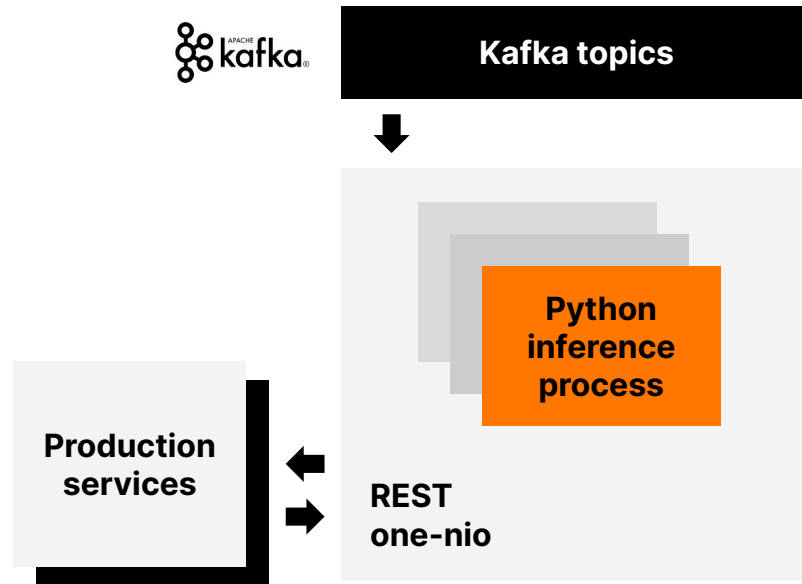 APACHE
kafka®
Kafka topics
Python
inference
process
Production
services
REST
one-nio